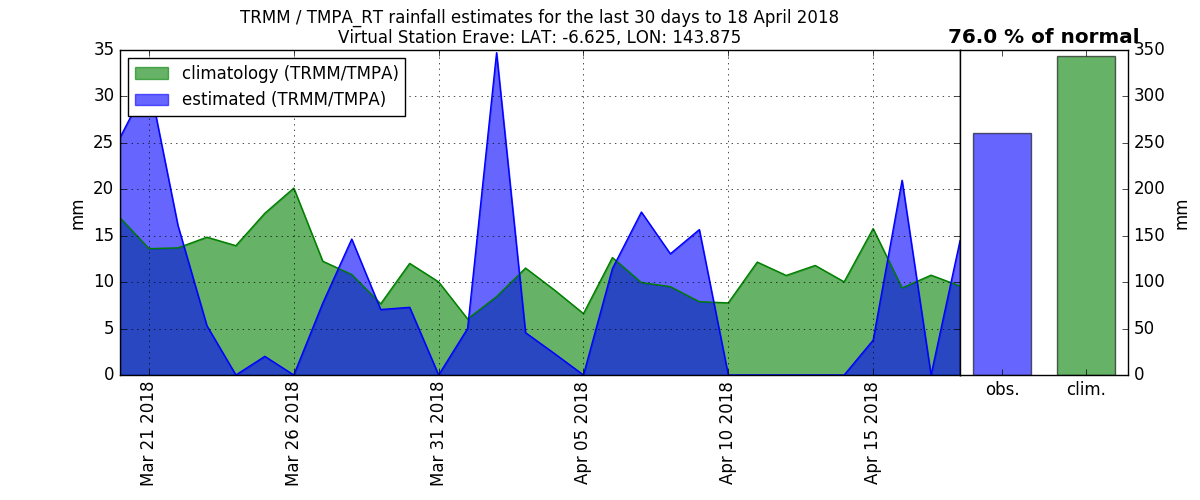 TRMM / TMPA_RT rainfall estimates for the last 30 days to 18 April 2018
Virtual Station Erave: LAT: -6.625, LON: 143.875
76.0 % of normal
climatology (TRMM/TMPA)
estimated (TRMM/TMPA)
35
30
25
20
15
10
5
0
mm
Mar 21 2018
Mar 26 2018
Mar 31 2018
Apr 05 2018
Apr 10 2018
Apr 15 2018
obs.
clim.
350
300
250
200
150
100
50
0
mm